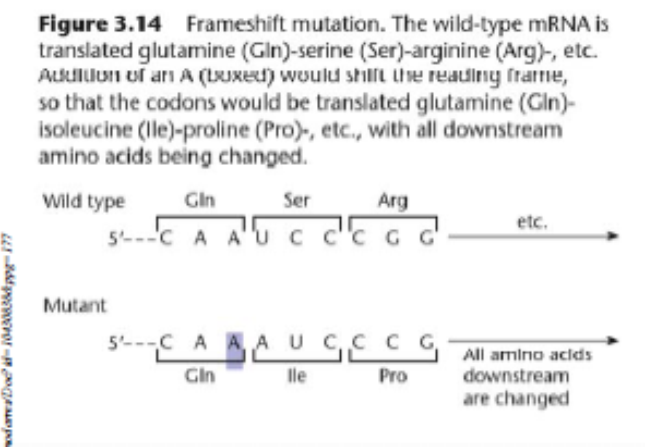 Figure 3.14 Frameshift mutation. The wild-type mRNA is
translated glutamine (Gln)-serine (Ser)-arginine (Arg)-, etc.
Addition of an A (boxed) would shift the reading frame,
so that the codons would be translated glutamine (Gln)-
isoleucine (Ile)-proline (Pro)-, etc., with all downstream
amino acids being changed.
Wild type Gln Ser Arg
5'---C A A U C C C G G etc.
Mutant
5'---C A A A U C C C G
Gln Ile Pro
All amino acids
downstream
are changed